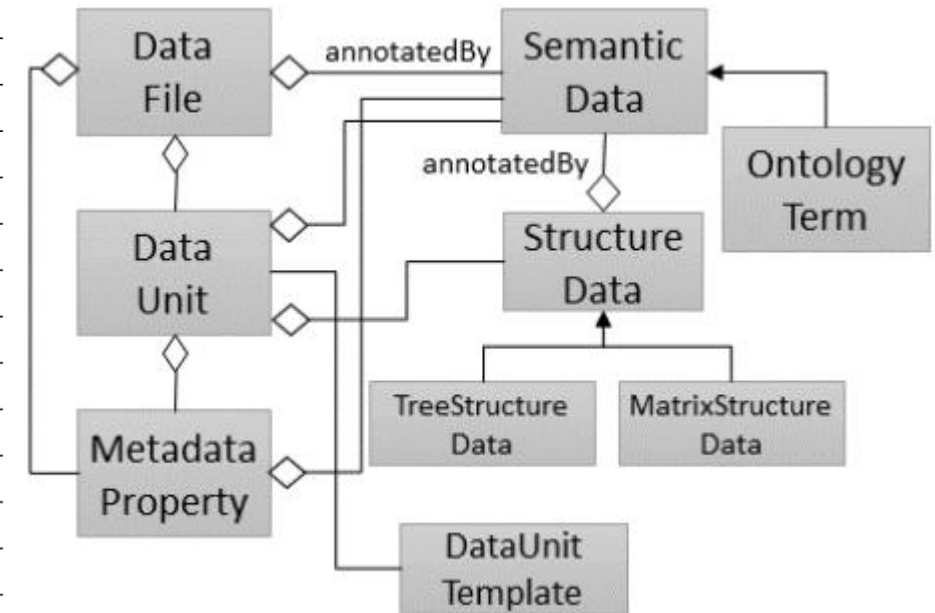 Data
File
annotatedBy
Semantic
Data
annotatedBy
Ontology
Term
Data
Unit
Structure
Data
TreeStructure
Data
MatrixStructure
Data
Metadata
Property
DataUnit
Template